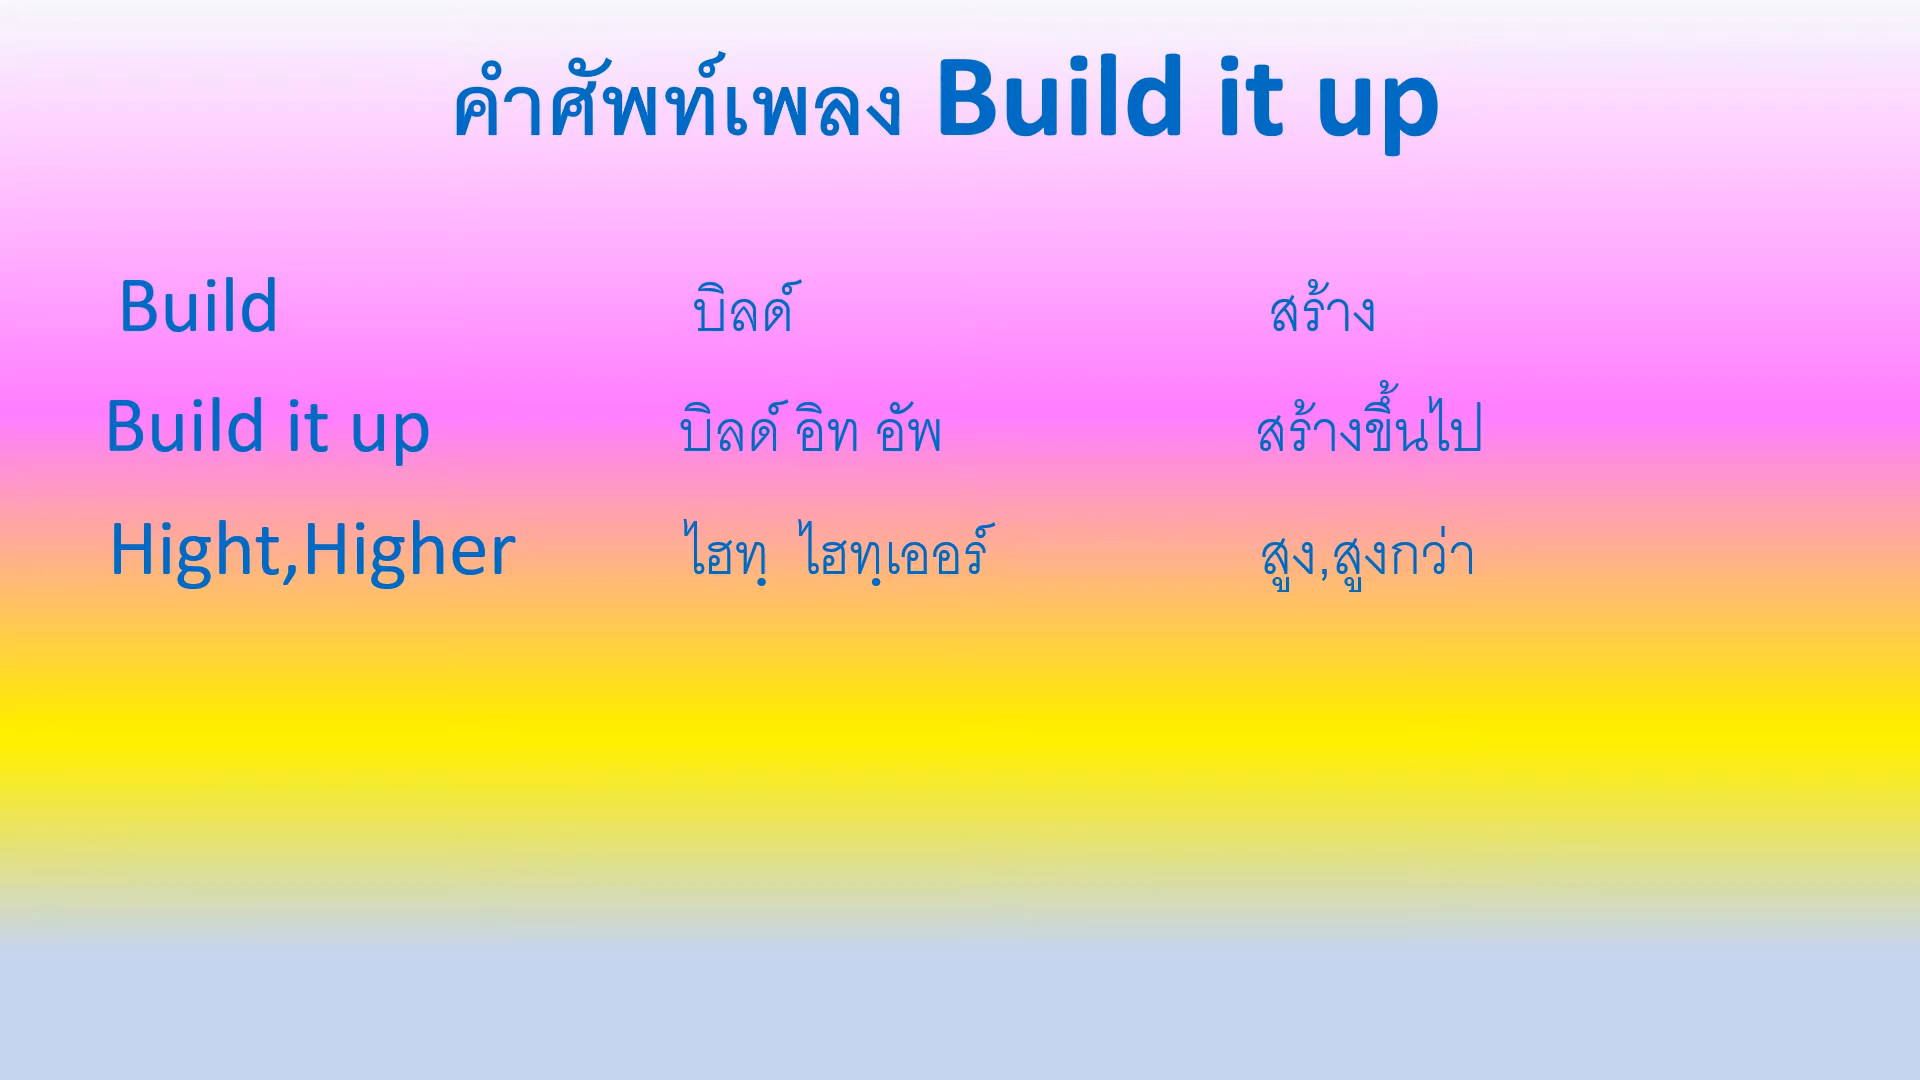 คำศัพท์เพลง Build it up
Build บิลด์ สร้าง
Build it up บิลด์ อิท อัพ สร้างขึ้นไป
Hight,Higher ไฮทฺ ไฮทฺเออร์ สูง,สูงกว่า